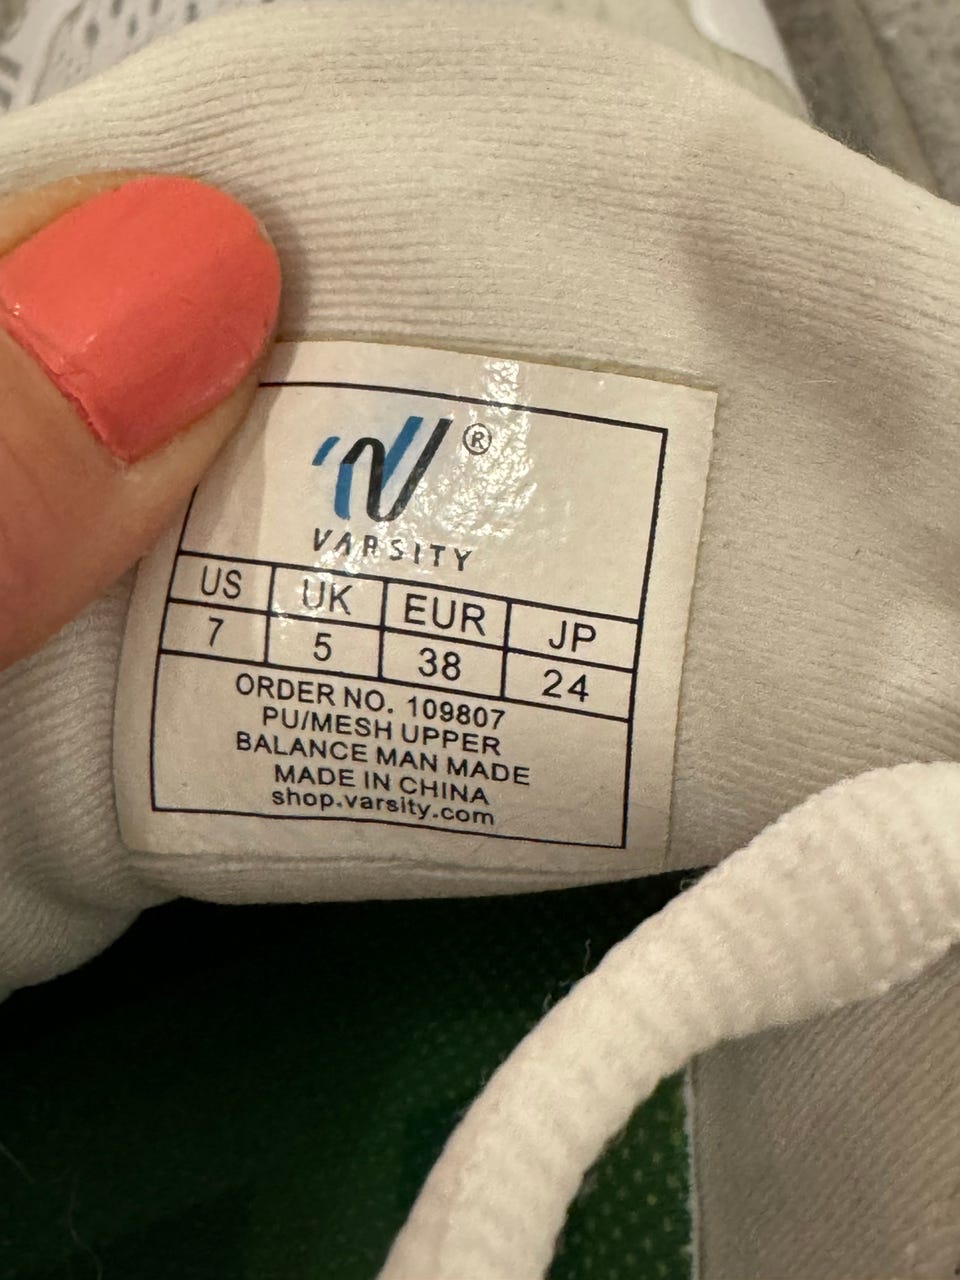 ®
VARSITY
US UK EUR JP
7 5 38 24
ORDER NO. 109807
PU/MESH UPPER
BALANCE MAN MADE
MADE IN CHINA
shop.varsity.com